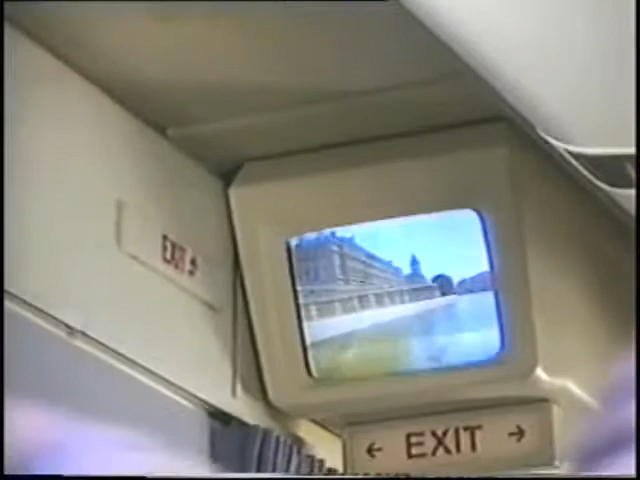 EXIT →
← EXIT →